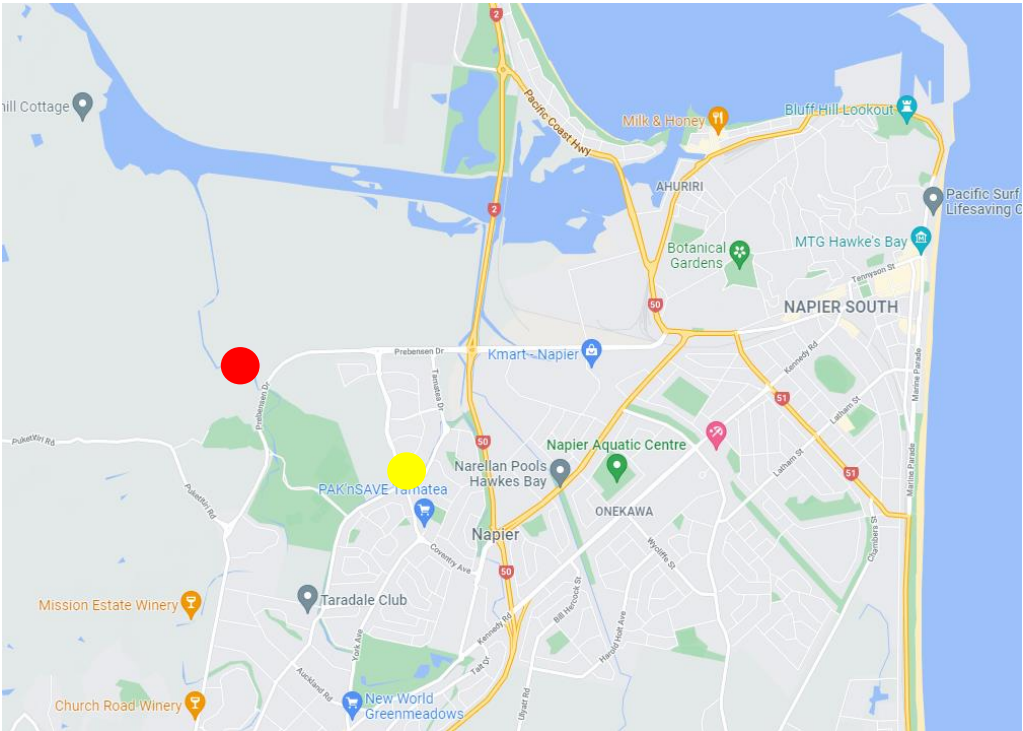 2
Pacific Coast Hwy
ill Cottage
Milk & Honey
Bluff Hill Lookout
AHURIRI
Pacific Surf
Lifesaving C
2
Botanical
Gardens
MTG Hawke's Bay
Tennyson St
50
NAPIER SOUTH
Prebensen Dr
Kmart - Napier
Kennedy Rd
Marine Parade
Tamatea Dr
Prebensen Dr
51
Latham St
Puketitiri Rd
50
Napier Aquatic Centre
Narellan Pools
Hawkes Bay
Latham St
51
Marine Parade
PAK'nSAVE Tamatea
Puketitiri Rd
ONEKAWA
Napier
Chambers St
Coventry Ave
Wycliffe St
50
Mission Estate Winery
Taradale Club
Bill Hercock St
Kennedy Rd
Harold Holt Ave
York Ave
Tait Dr
Auckland Rd
Ulyatt Rd
Church Road Winery
New World
Greenmeadows